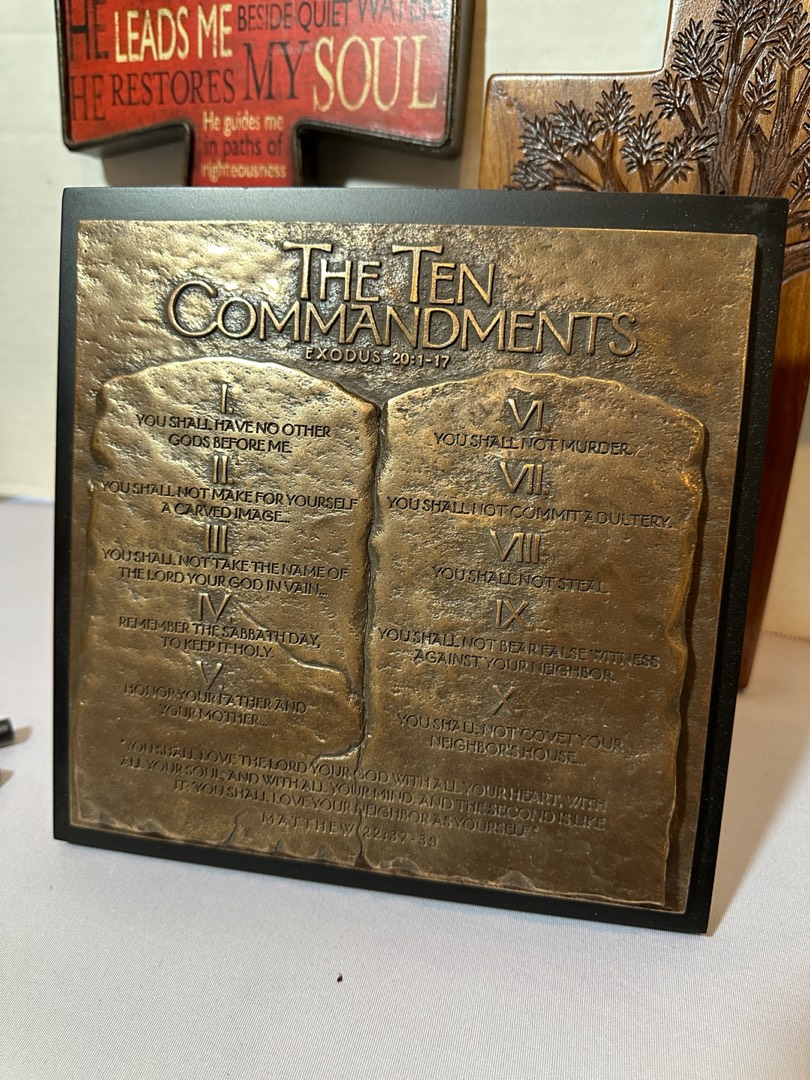 HE LEADS ME BESIDE QUIET WATER
HE RESTORES MY SOUL
He guides me
in paths of
righteousness
THE TEN
COMMANDMENTS
EXODUS 20:1-17
I.
YOU SHALL HAVE NO OTHER
GODS BEFORE ME.
II.
YOU SHALL NOT MAKE FOR YOURSELF
A CARVED IMAGE...
III.
YOU SHALL NOT TAKE THE NAME OF
THE LORD YOUR GOD IN VAIN...
IV.
REMEMBER THE SABBATH DAY,
TO KEEP IT HOLY.
V.
HONOR YOUR FATHER AND
YOUR MOTHER...
VI.
YOU SHALL NOT MURDER.
VII.
YOU SHALL NOT COMMIT ADULTERY.
VIII.
YOU SHALL NOT STEAL.
IX.
YOU SHALL NOT BEAR FALSE WITNESS
AGAINST YOUR NEIGHBOR.
X.
YOU SHALL NOT COVET YOUR
NEIGHBOR'S HOUSE...
"YOU SHALL LOVE THE LORD YOUR GOD WITH ALL YOUR HEART, WITH
ALL YOUR SOUL, AND WITH ALL YOUR MIND. AND THE SECOND IS LIKE
IT: 'YOU SHALL LOVE YOUR NEIGHBOR AS YOURSELF.'"
MATTHEW 22:37-39